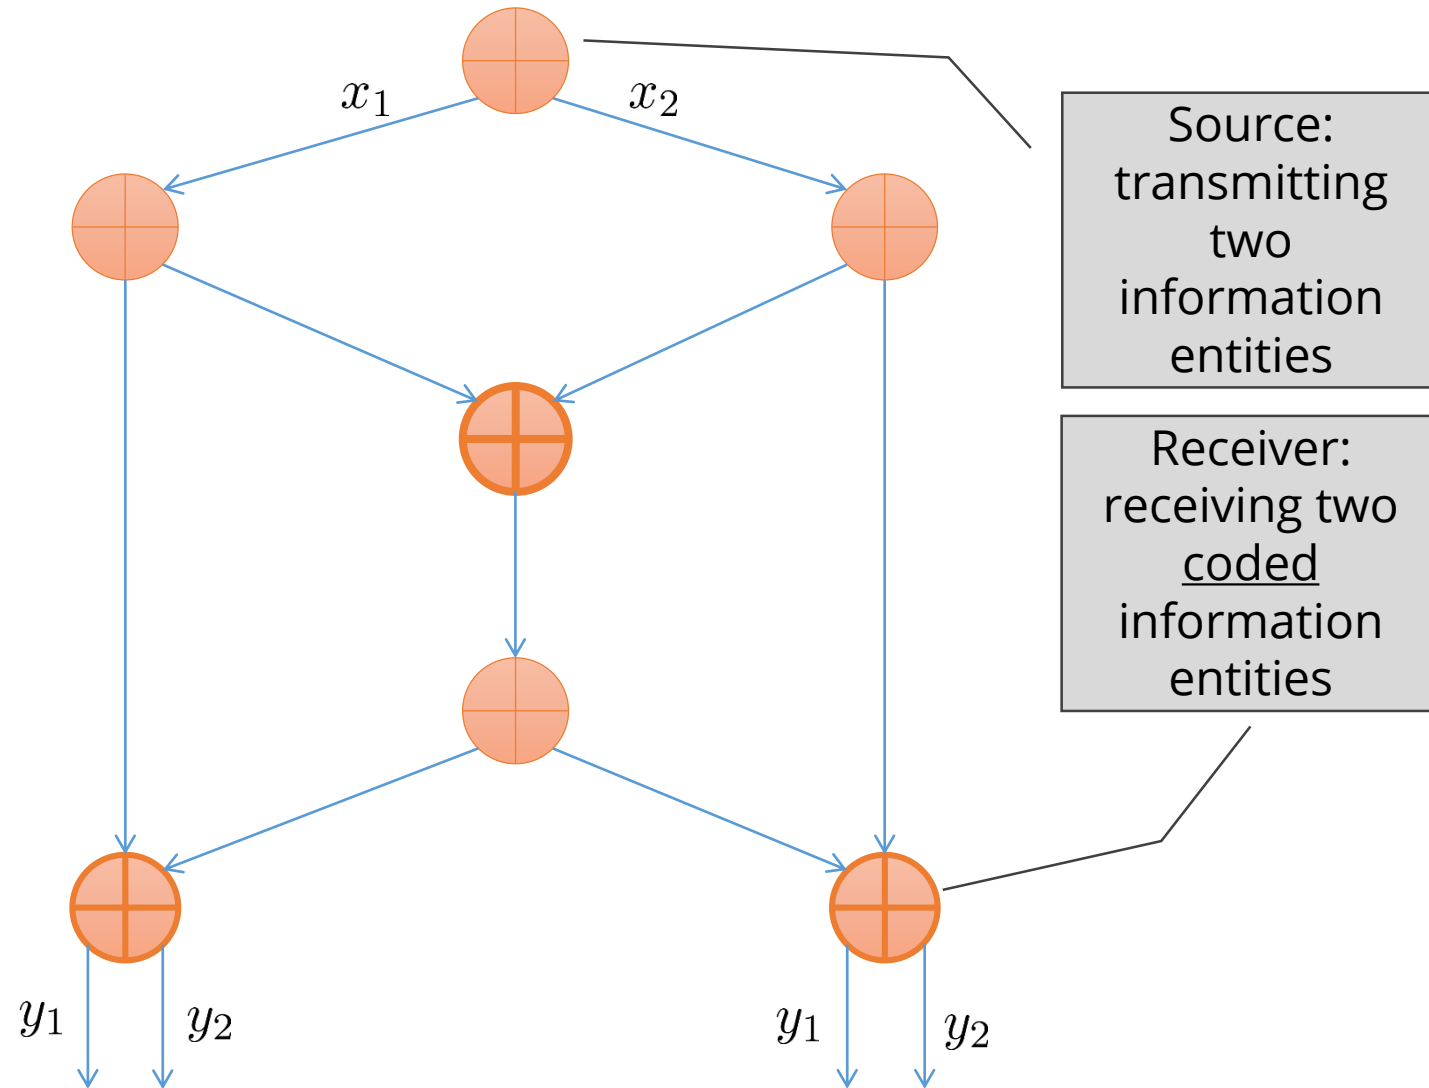 x₁
x₂
Source:
transmitting
two
information
entities
Receiver:
receiving two
coded
information
entities
y₁
y₂
y₁
y₂